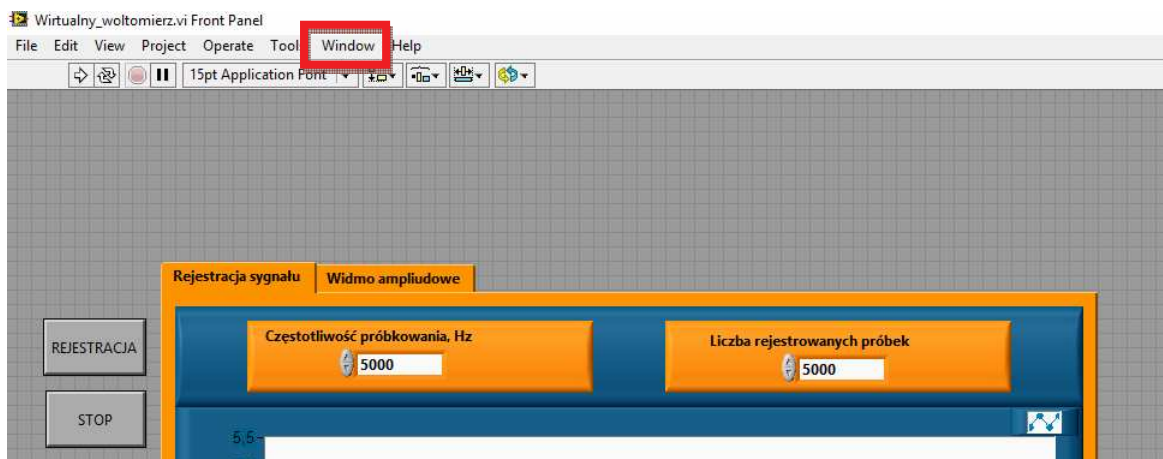 Wirtualny_woltomierz.vi Front Panel
File Edit View Project Operate Tool Window Help
15pt Application Font
Rejestracja sygnału Widmo ampliudowe
REJESTRACJA
Częstotliwość próbkowania, Hz
5000
Liczba rejestrowanych próbek
5000
STOP
5,5